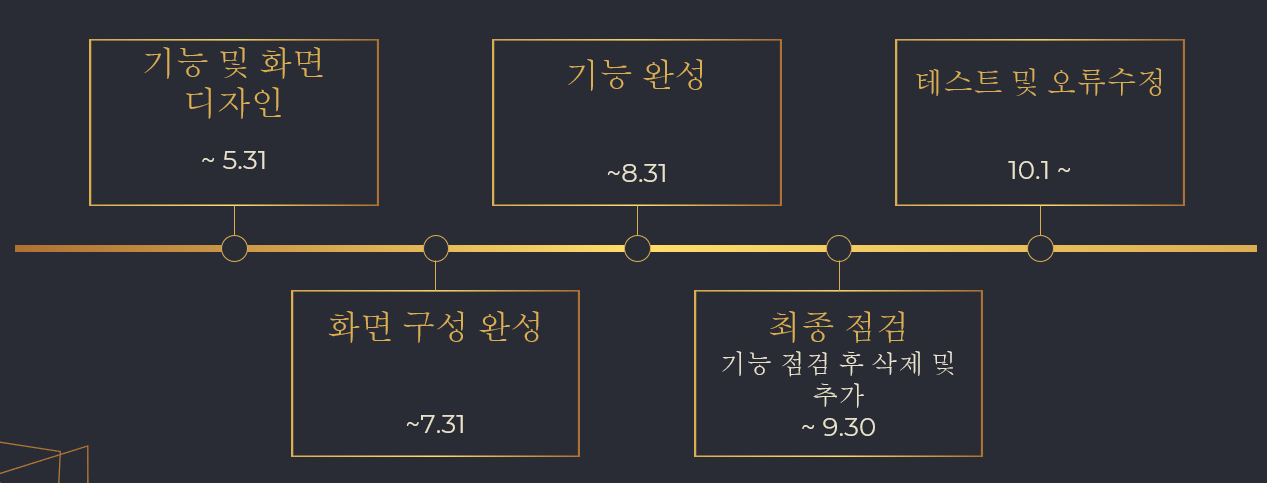 기능 및 화면
디자인
~ 5.31
화면 구성 완성
~7.31
기능 완성
~8.31
최종 점검
기능 점검 후 삭제 및
추가
~ 9.30
테스트 및 오류수정
10.1 ~